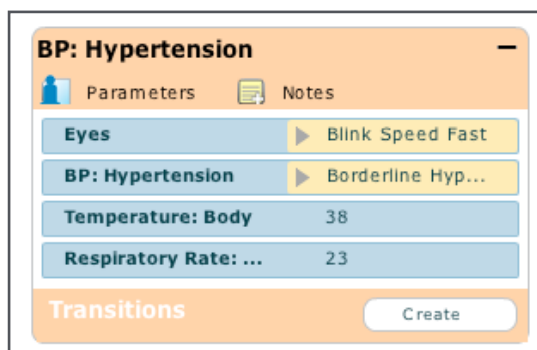 BP: Hypertension
Parameters Notes
Eyes Blink Speed Fast
BP: Hypertension Borderline Hyp...
Temperature: Body 38
Respiratory Rate: ... 23
Transitions Create